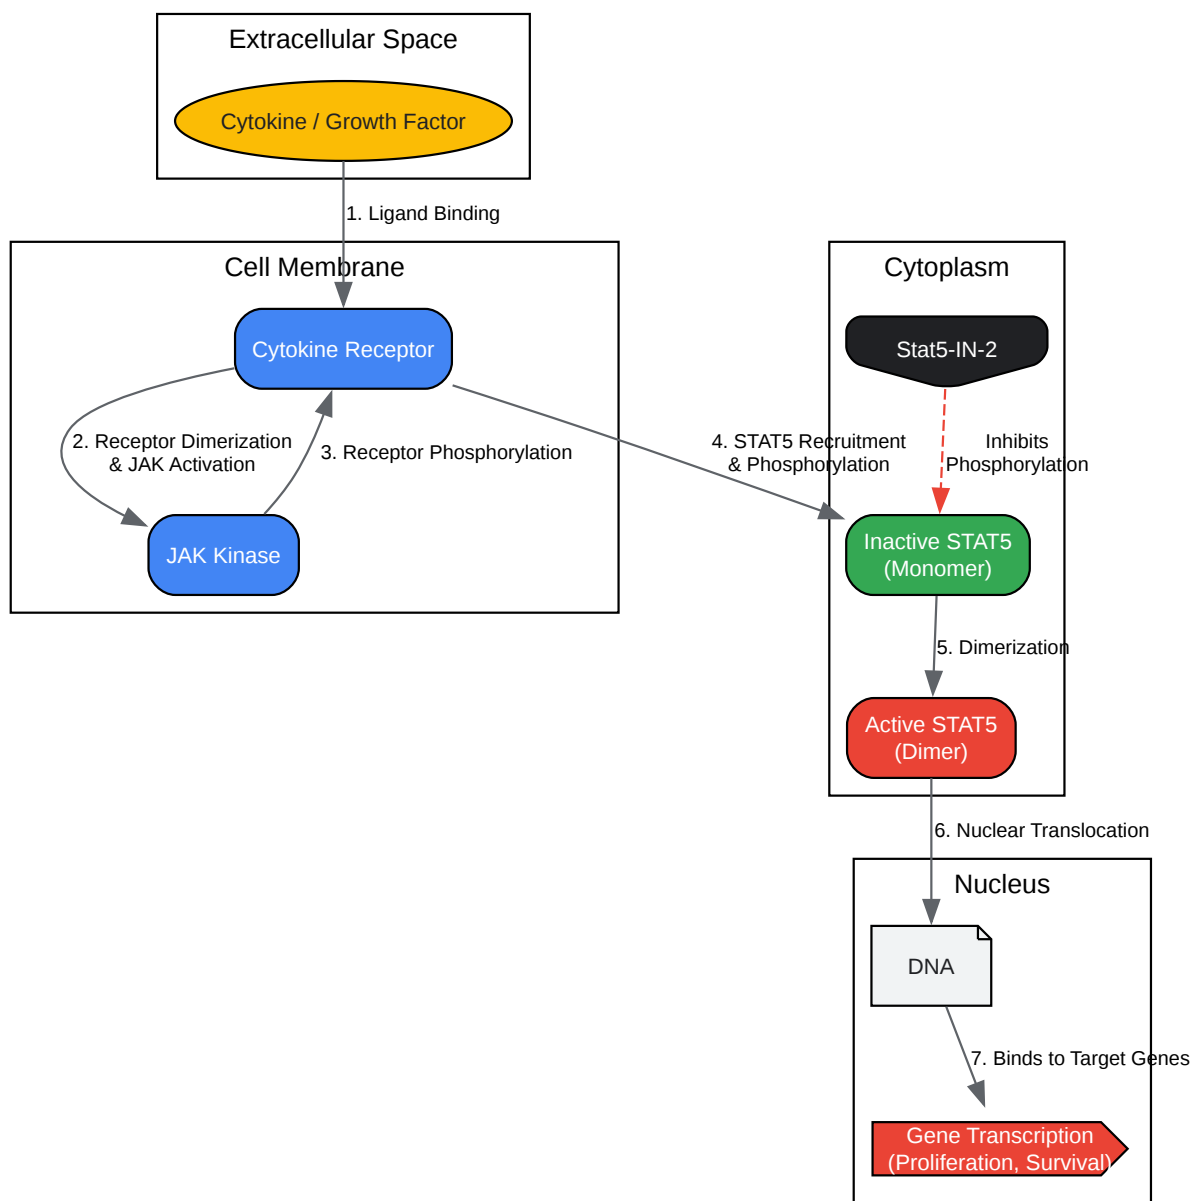 Extracellular Space
Cytokine / Growth Factor
1. Ligand Binding
Cell Membrane
Cytokine Receptor
2. Receptor Dimerization
& JAK Activation
3. Receptor Phosphorylation
JAK Kinase
4. STAT5 Recruitment
& Phosphorylation
Cytoplasm
Stat5-IN-2
Inhibits
Phosphorylation
Inactive STAT5
(Monomer)
5. Dimerization
Active STAT5
(Dimer)
6. Nuclear Translocation
Nucleus
DNA
7. Binds to Target Genes
Gene Transcription
(Proliferation, Survival)